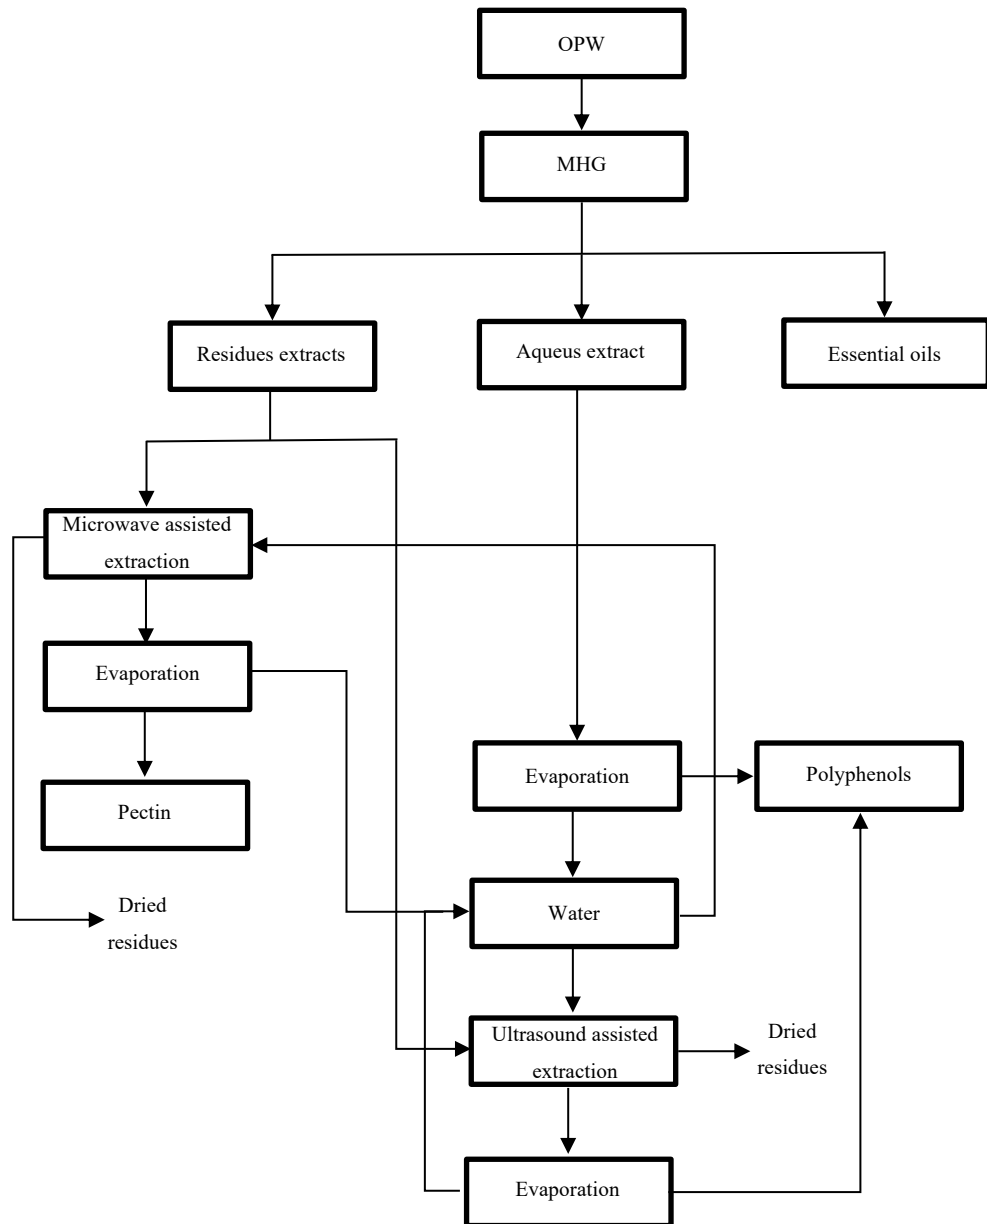 OPW
MHG
Residues extracts
Aqueus extract
Essential oils
Microwave assisted
extraction
Evaporation
Pectin
Dried
residues
Evaporation
Polyphenols
Water
Ultrasound assisted
extraction
Dried
residues
Evaporation